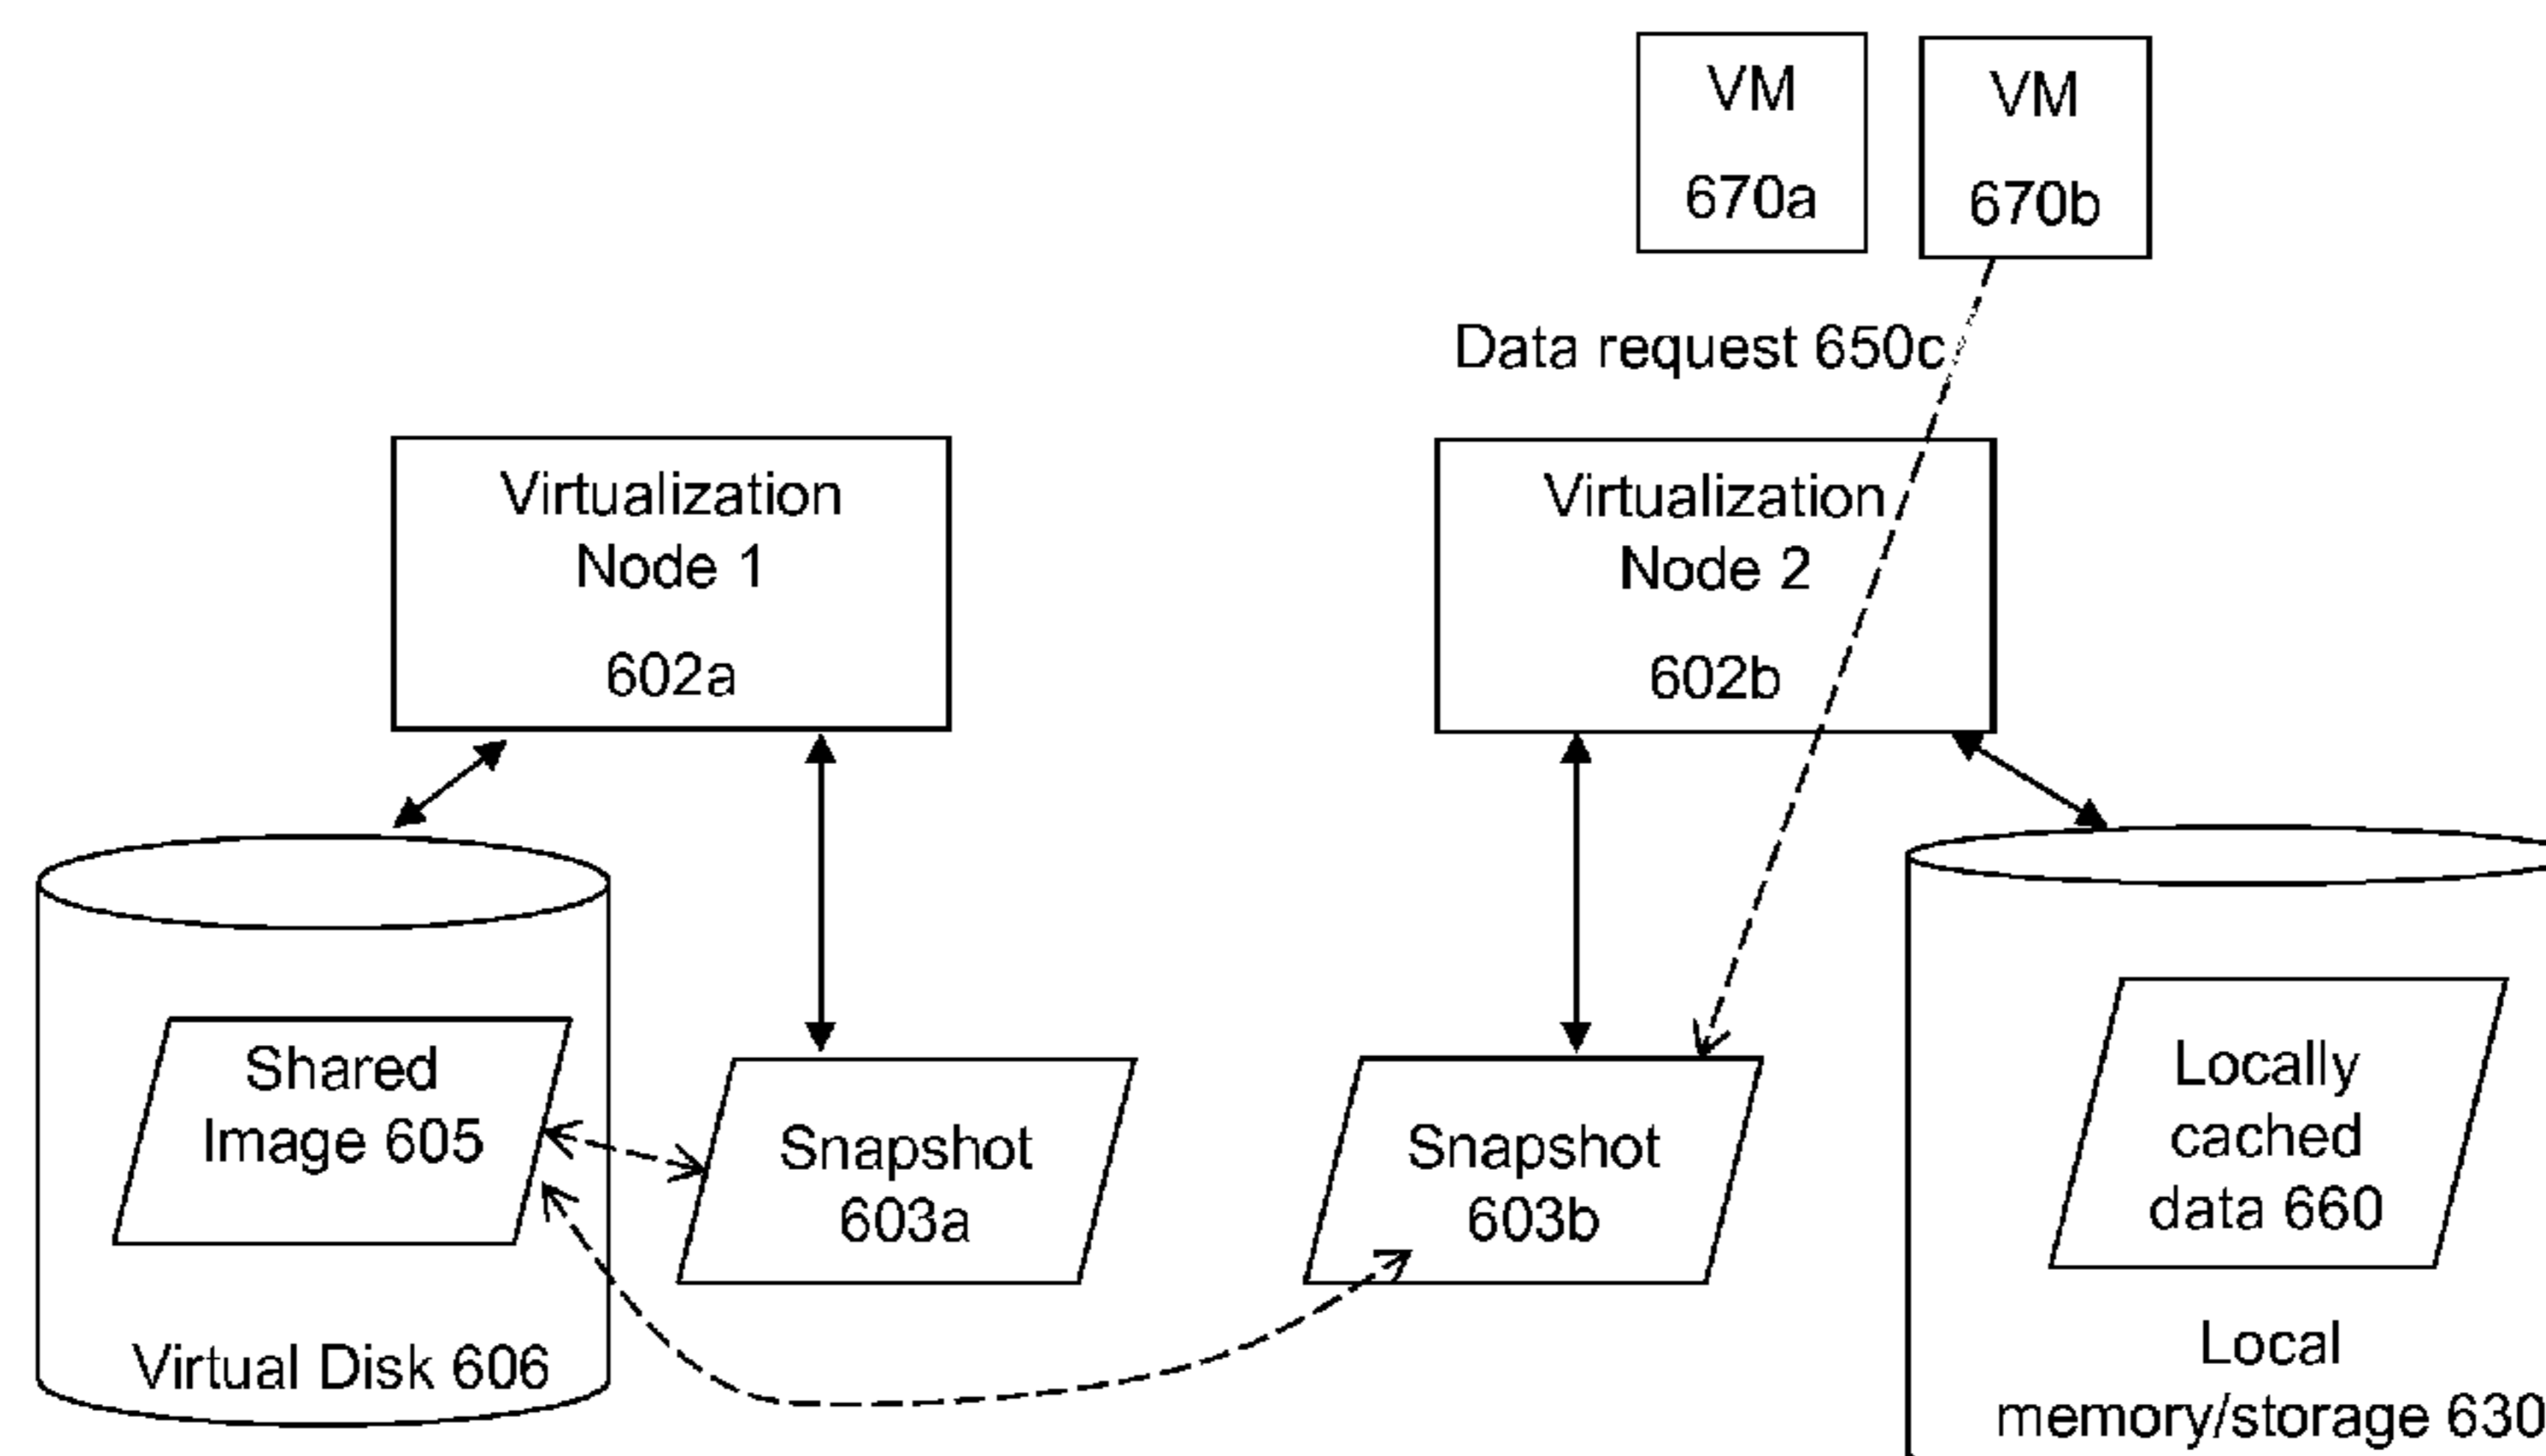 VM
670a
VM
670b
Data request 650c
Virtualization
Node 1
602a
Virtualization
Node 2
602b
Shared
Image 605
Virtual Disk 606
Snapshot
603a
Snapshot
603b
Locally
cached
data 660
Local
memory/storage 630